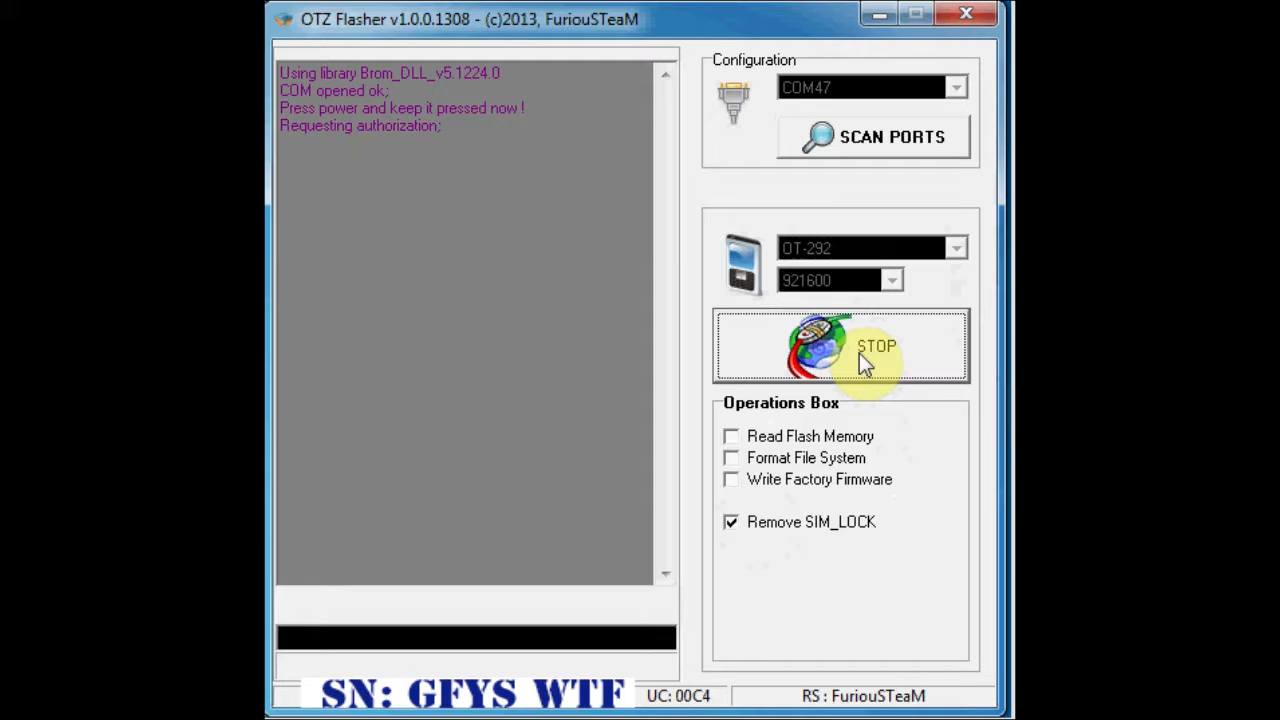 OTZ Flasher v1.0.0.1308 - (c)2013, FuriouSTeaM
Using library Brom_DLL_v5.1224.0
COM opened ok;
Press power and keep it pressed now !
Requesting authorization;
Configuration
COM47
SCAN PORTS
OT-292
921600
STOP
Operations Box
Read Flash Memory
Format File System
Write Factory Firmware
Remove SIM_LOCK
SN: GFYS WTF
UC: 00C4
RS : FuriouSTeaM